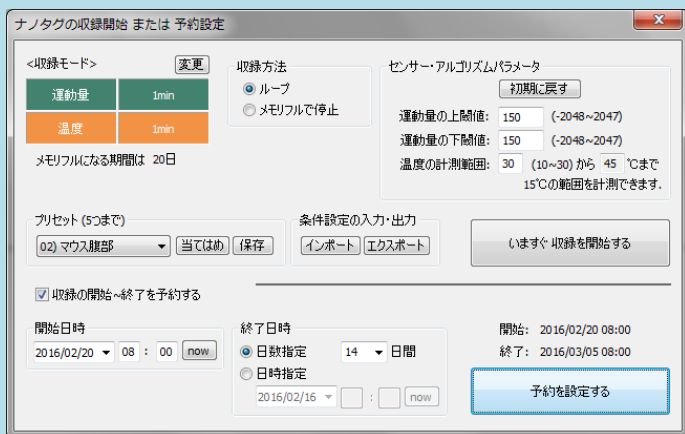 ナノタグの収録開始 または 予約設定
<収録モード> 変更
運動量 1min
温度 1min
メモリフルになる期間は 20日
収録方法
ループ
メモリフルで停止
センサー・アルゴリズムパラメータ
初期に戻す
運動量の上閾値: 150 (-2048~2047)
運動量の下閾値: 150 (-2048~2047)
温度の計測範囲: 30 (10~30) から 45 ℃まで
15℃の範囲を計測できます.
プリセット (5つまで)
02) マウス腹部 当てはめ 保存
条件設定の入力・出力
インポート エクスポート
いますぐ 収録を開始する
収録の開始~終了を予約する
開始日時
2016/02/20 08 : 00 now
終了日時
日数指定 14 日間
日時指定
2016/02/16 : now
開始: 2016/02/20 08:00
終了: 2016/03/05 08:00
予約を設定する